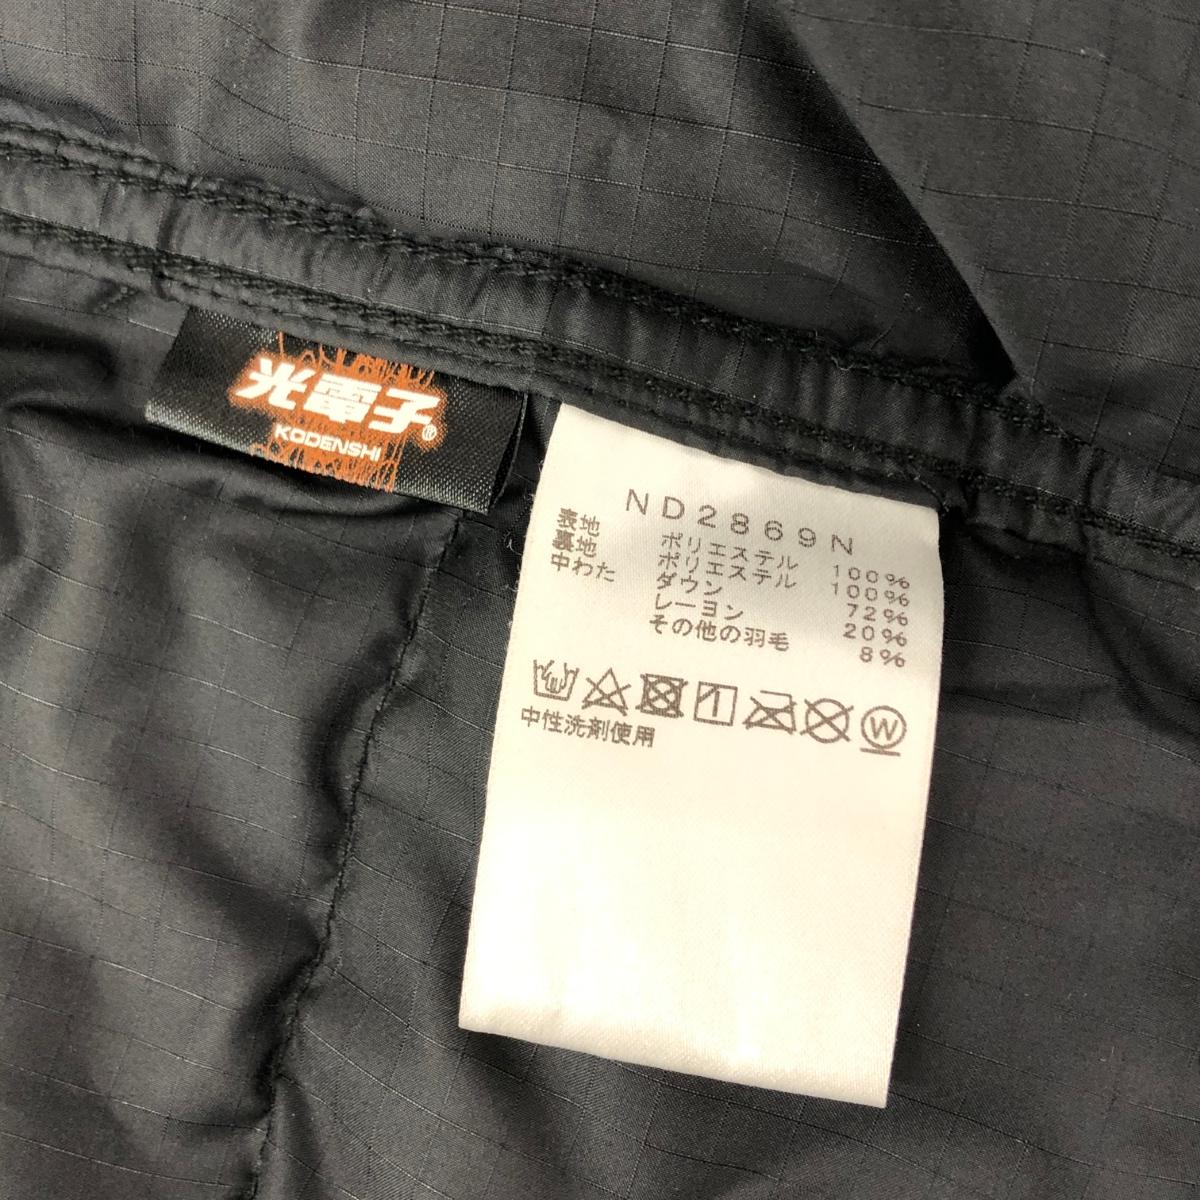 光電子®
KODENSHI
ND2869N
表地 ポリエステル 100%
裏地 ポリエステル 100%
中わた ダウン 72%
レーヨン 20%
その他の羽毛 8%
W
中性洗剤使用